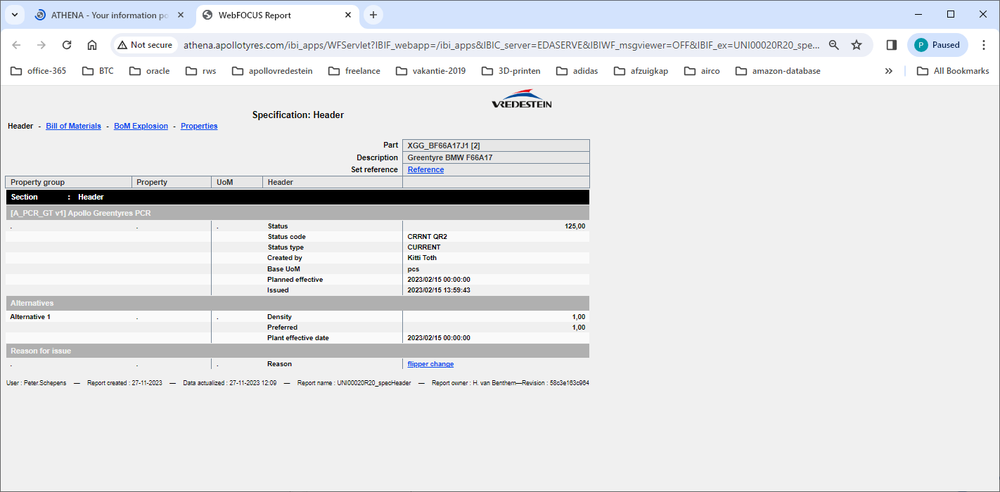 ATHENA - Your information po
WebFOCUS Report
Not secure
athena.apollotyres.com/ibi_apps/WFServlet?IBIF_webapp=/ibi_apps&IBIC_server=EDASERVE&IBIWF_msgviewer=OFF&IBIF_ex=UNI00020R20_spe...
P Paused
office-365 BTC oracle rws apollovredestein freelance vakantie-2019 3D-printen adidas afzuigkap airco amazon-database » All Bookmarks
VREDESTEIN
Specification: Header
Header - Bill of Materials - BoM Explosion - Properties
Part XGG_BF66A17J1 [2]
Description Greentyre BMW F66A17
Set reference Reference
Property group Property UoM Header
Section : Header
[A_PCR_GT v1] Apollo Greentyres PCR
. . . Status 125,00
Status code CRRNT QR2
Status type CURRENT
Created by Kitti Toth
Base UoM pcs
Planned effective 2023/02/15 00:00:00
Issued 2023/02/15 13:59:43
Alternatives
Alternative 1 . . Density 1,00
Preferred 1,00
Plant effective date 2023/02/15 00:00:00
Reason for issue
. . . Reason flipper change
User : Peter.Schepens — Report created : 27-11-2023 — Data actualized : 27-11-2023 12:09 — Report name : UNI00020R20_specHeader — Report owner : H. van Benthem—Revision : 58c3e163c964